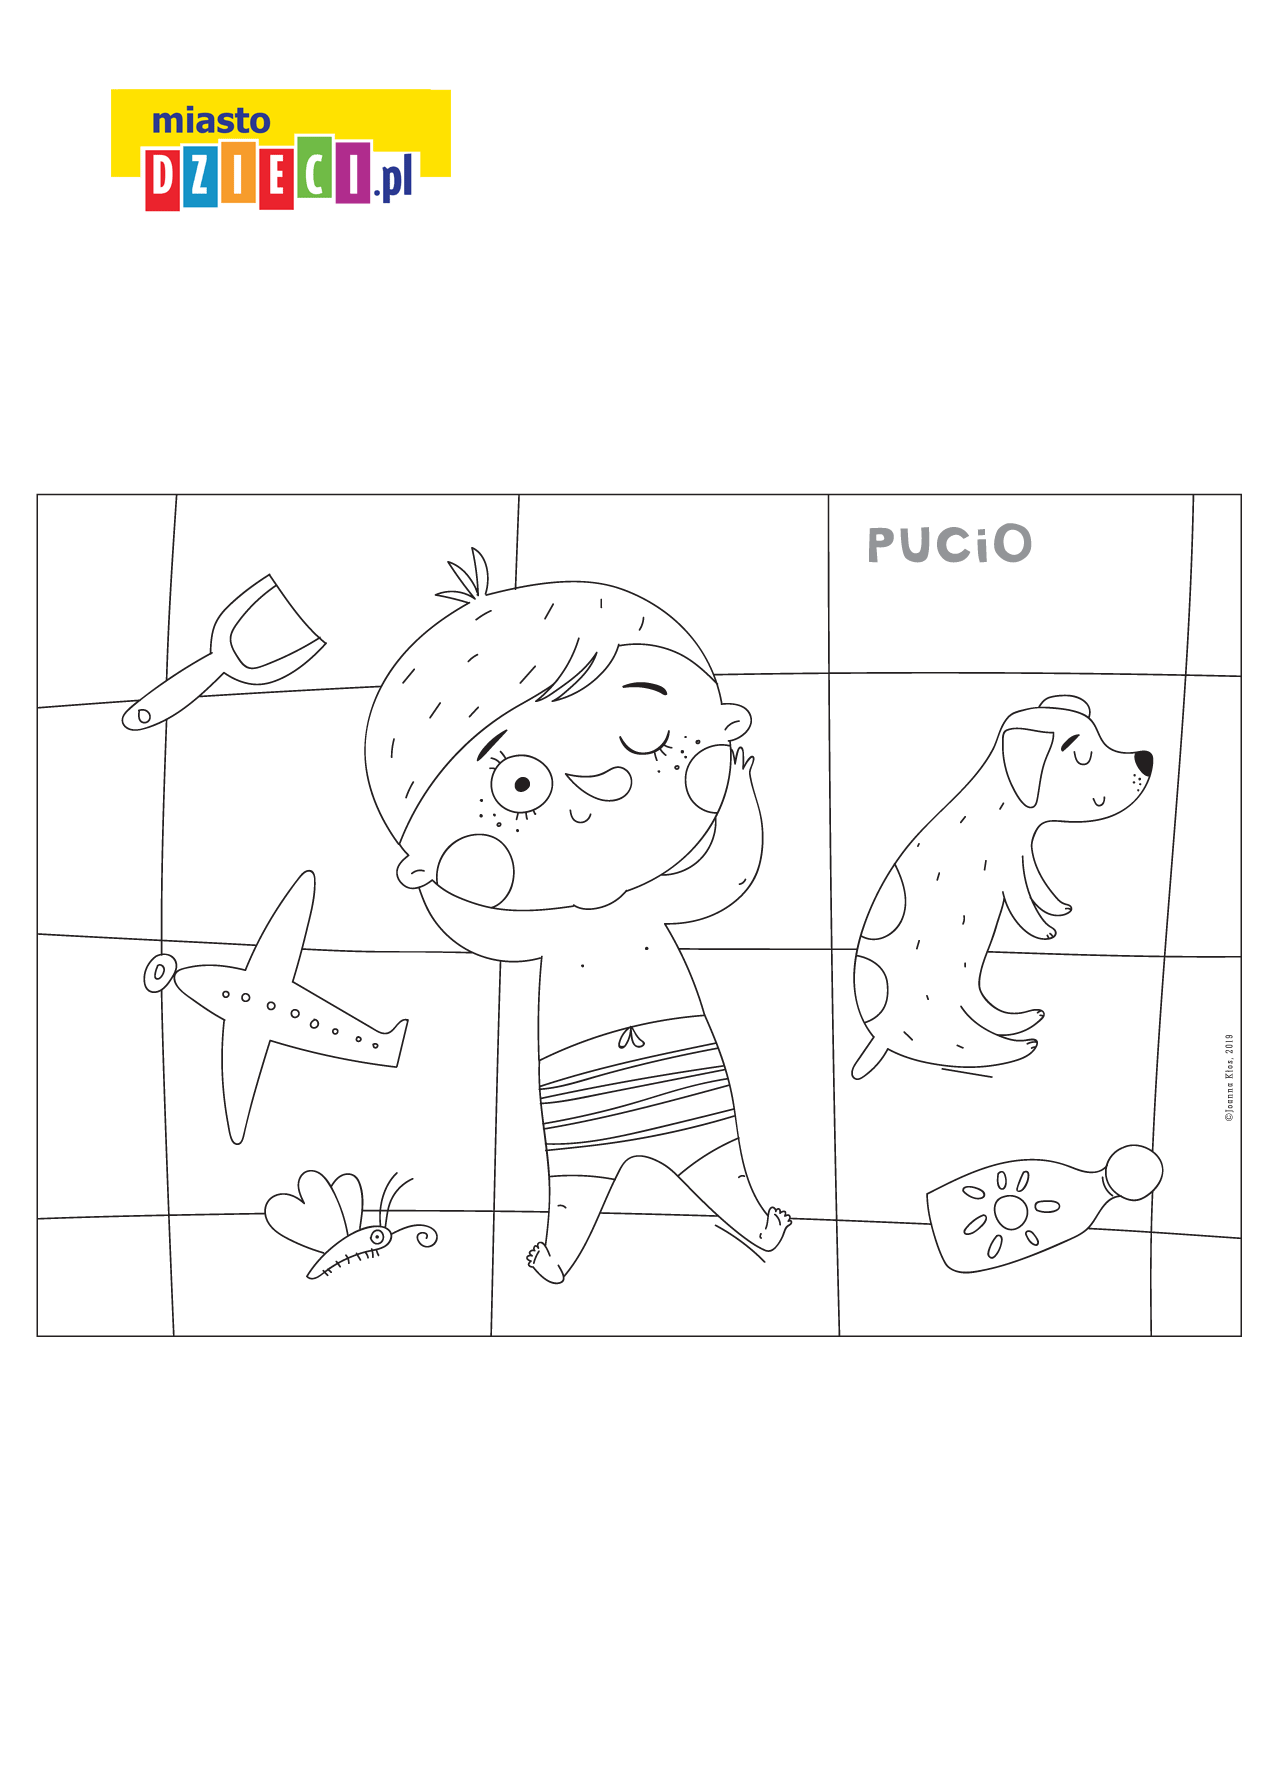 miasto
DZIECI.pl
PUCiO
©Joanna Kłos, 2019